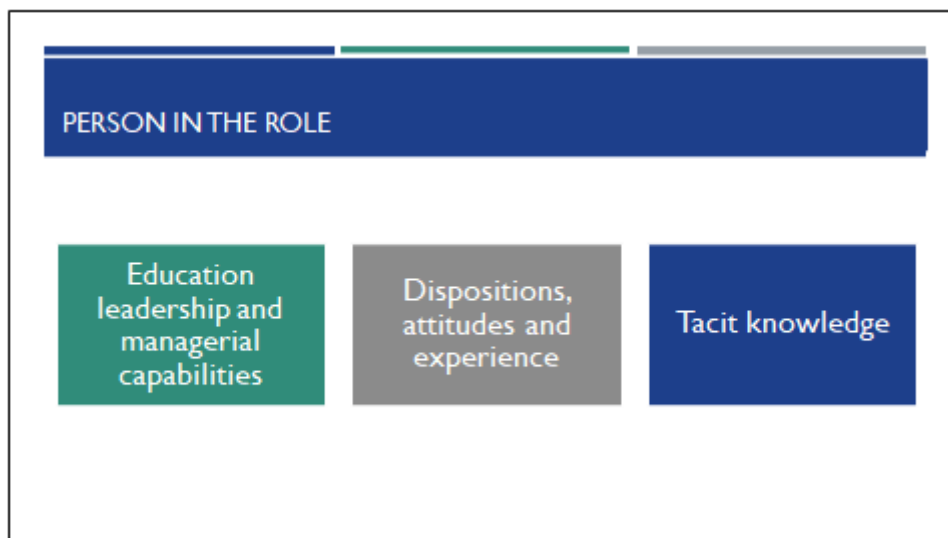 PERSON IN THE ROLE
Education
leadership and
managerial
capabilities
Dispositions,
attitudes and
experience
Tacit knowledge